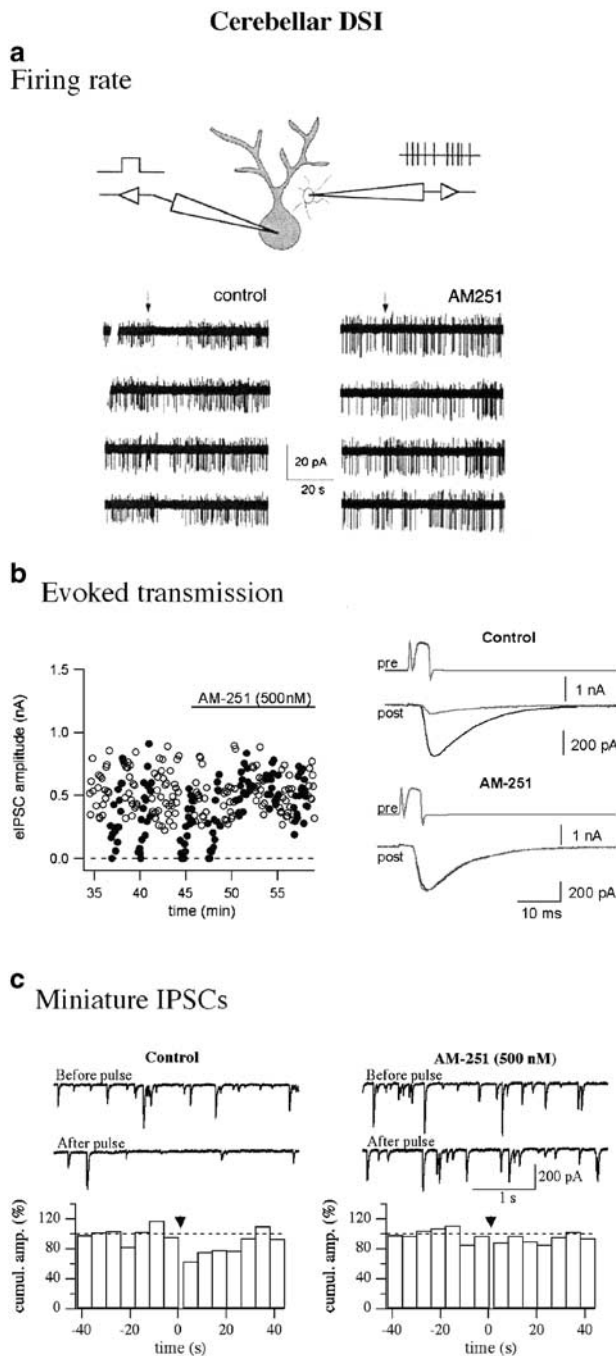 Cerebellar DSI
a
Firing rate
control
AM251
20 pA
20 s
b
Evoked transmission
1.5
1.0
0.5
0.0
eIPSC amplitude (nA)
AM-251 (500nM)
35 40 45 50 55
time (min)
Control
pre
1 nA
post
200 pA
AM-251
pre
1 nA
post
200 pA
10 ms
c
Miniature IPSCs
Control
Before pulse
After pulse
cumul. amp. (%)
120
80
40
0
-40 -20 0 20 40
time (s)
AM-251 (500 nM)
Before pulse
After pulse
200 pA
1 s
cumul. amp. (%)
120
80
40
0
-40 -20 0 20 40
time (s)